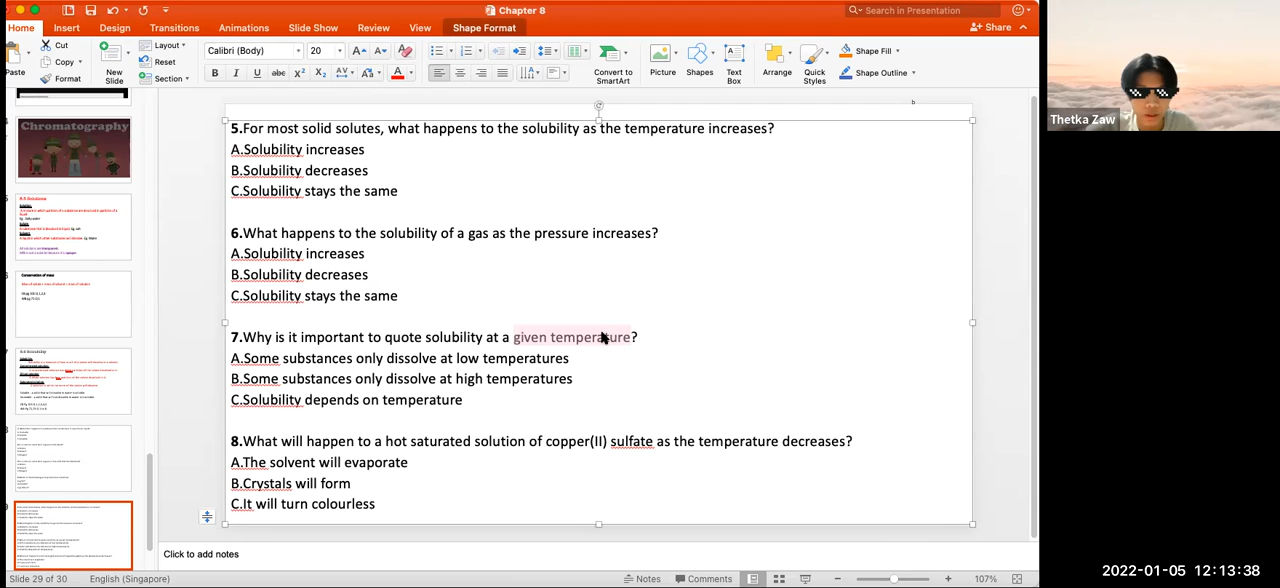 Chapter 8
Search in Presentation
Home Insert Design Transitions Animations Slide Show Review View Shape Format
Share
Paste
Cut
Copy
Format
New Slide
Layout
Reset
Section
Calibri (Body) 20
B I U abc X² X₂ AV Aa A
Convert to SmartArt
Picture
Shapes
Text Box
Arrange
Quick Styles
Shape Fill
Shape Outline
Thetka Zaw
Chromatography
5.For most solid solutes, what happens to the solubility as the temperature increases?
A.Solubility increases
B.Solubility decreases
C.Solubility stays the same
6.What happens to the solubility of a gas as the pressure increases?
A.Solubility increases
B.Solubility decreases
C.Solubility stays the same
7.Why is it important to quote solubility at a given temperature?
A.Some substances only dissolve at low temperatures
B.Some substances only dissolve at high temperatures
C.Solubility depends on temperature
8.What will happen to a hot saturated solution of copper(II) sulfate as the temperature decreases?
A.The solvent will evaporate
B.Crystals will form
C.It will turn colourless
Click to add notes
Slide 29 of 30
English (Singapore)
Notes
Comments
107%
2022-01-05 12:13:38